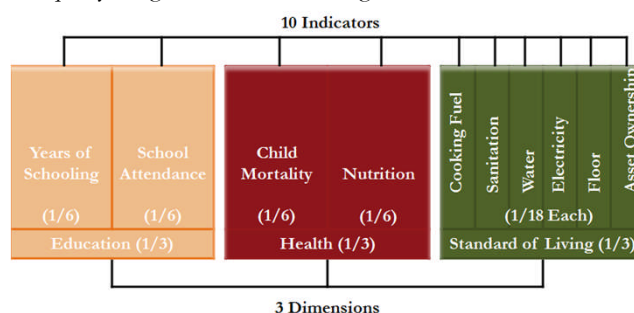 10 Indicators
Years of
Schooling
(1/6)
School
Attendance
(1/6)
Education (1/3)
Child
Mortality
(1/6)
Nutrition
(1/6)
Health (1/3)
Cooking Fuel
Sanitation
Water
Electricity
Floor
Asset Ownership
(1/18 Each)
Standard of Living (1/3)
3 Dimensions